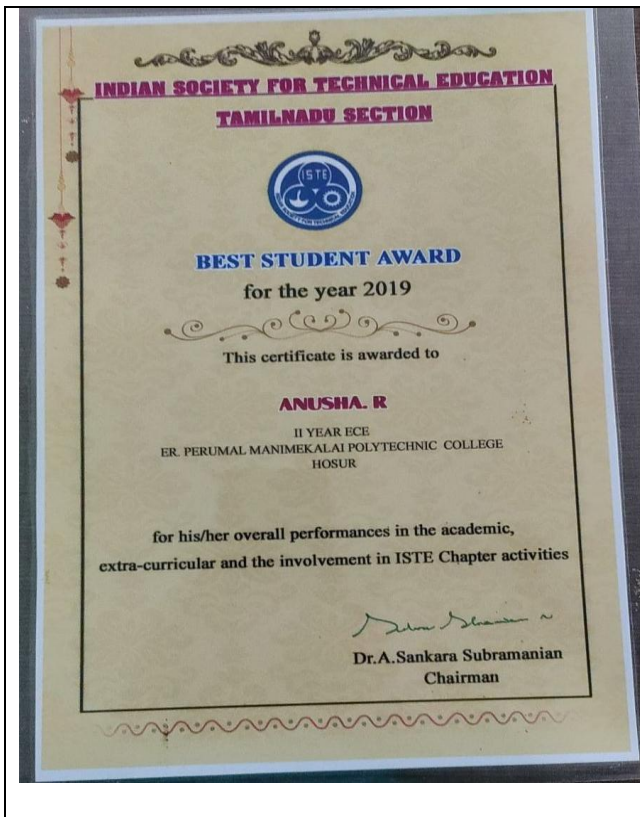 INDIAN SOCIETY FOR TECHNICAL EDUCATION
TAMILNADU SECTION
ISTE
BEST STUDENT AWARD
for the year 2019
This certificate is awarded to
ANUSHA. R
II YEAR ECE
ER. PERUMAL MANIMEKALAI POLYTECHNIC COLLEGE
HOSUR
for his/her overall performances in the academic,
extra-curricular and the involvement in ISTE Chapter activities
Dr.A.Sankara Subramanian
Chairman